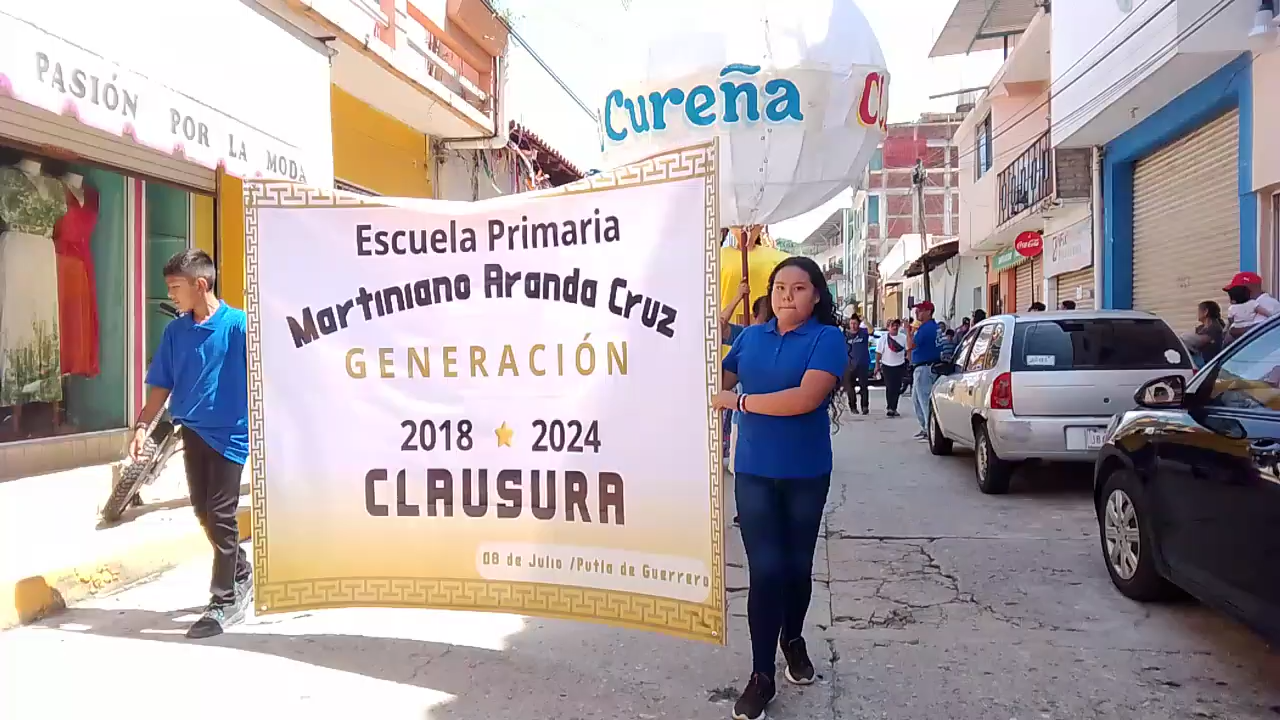 PASIÓN POR LA MODA
Cureña
Escuela Primaria
Martiniano Aranda Cruz
GENERACIÓN
2018 2024
CLAUSURA
08 de Julio /Putla de Guerrero
Coca-Cola